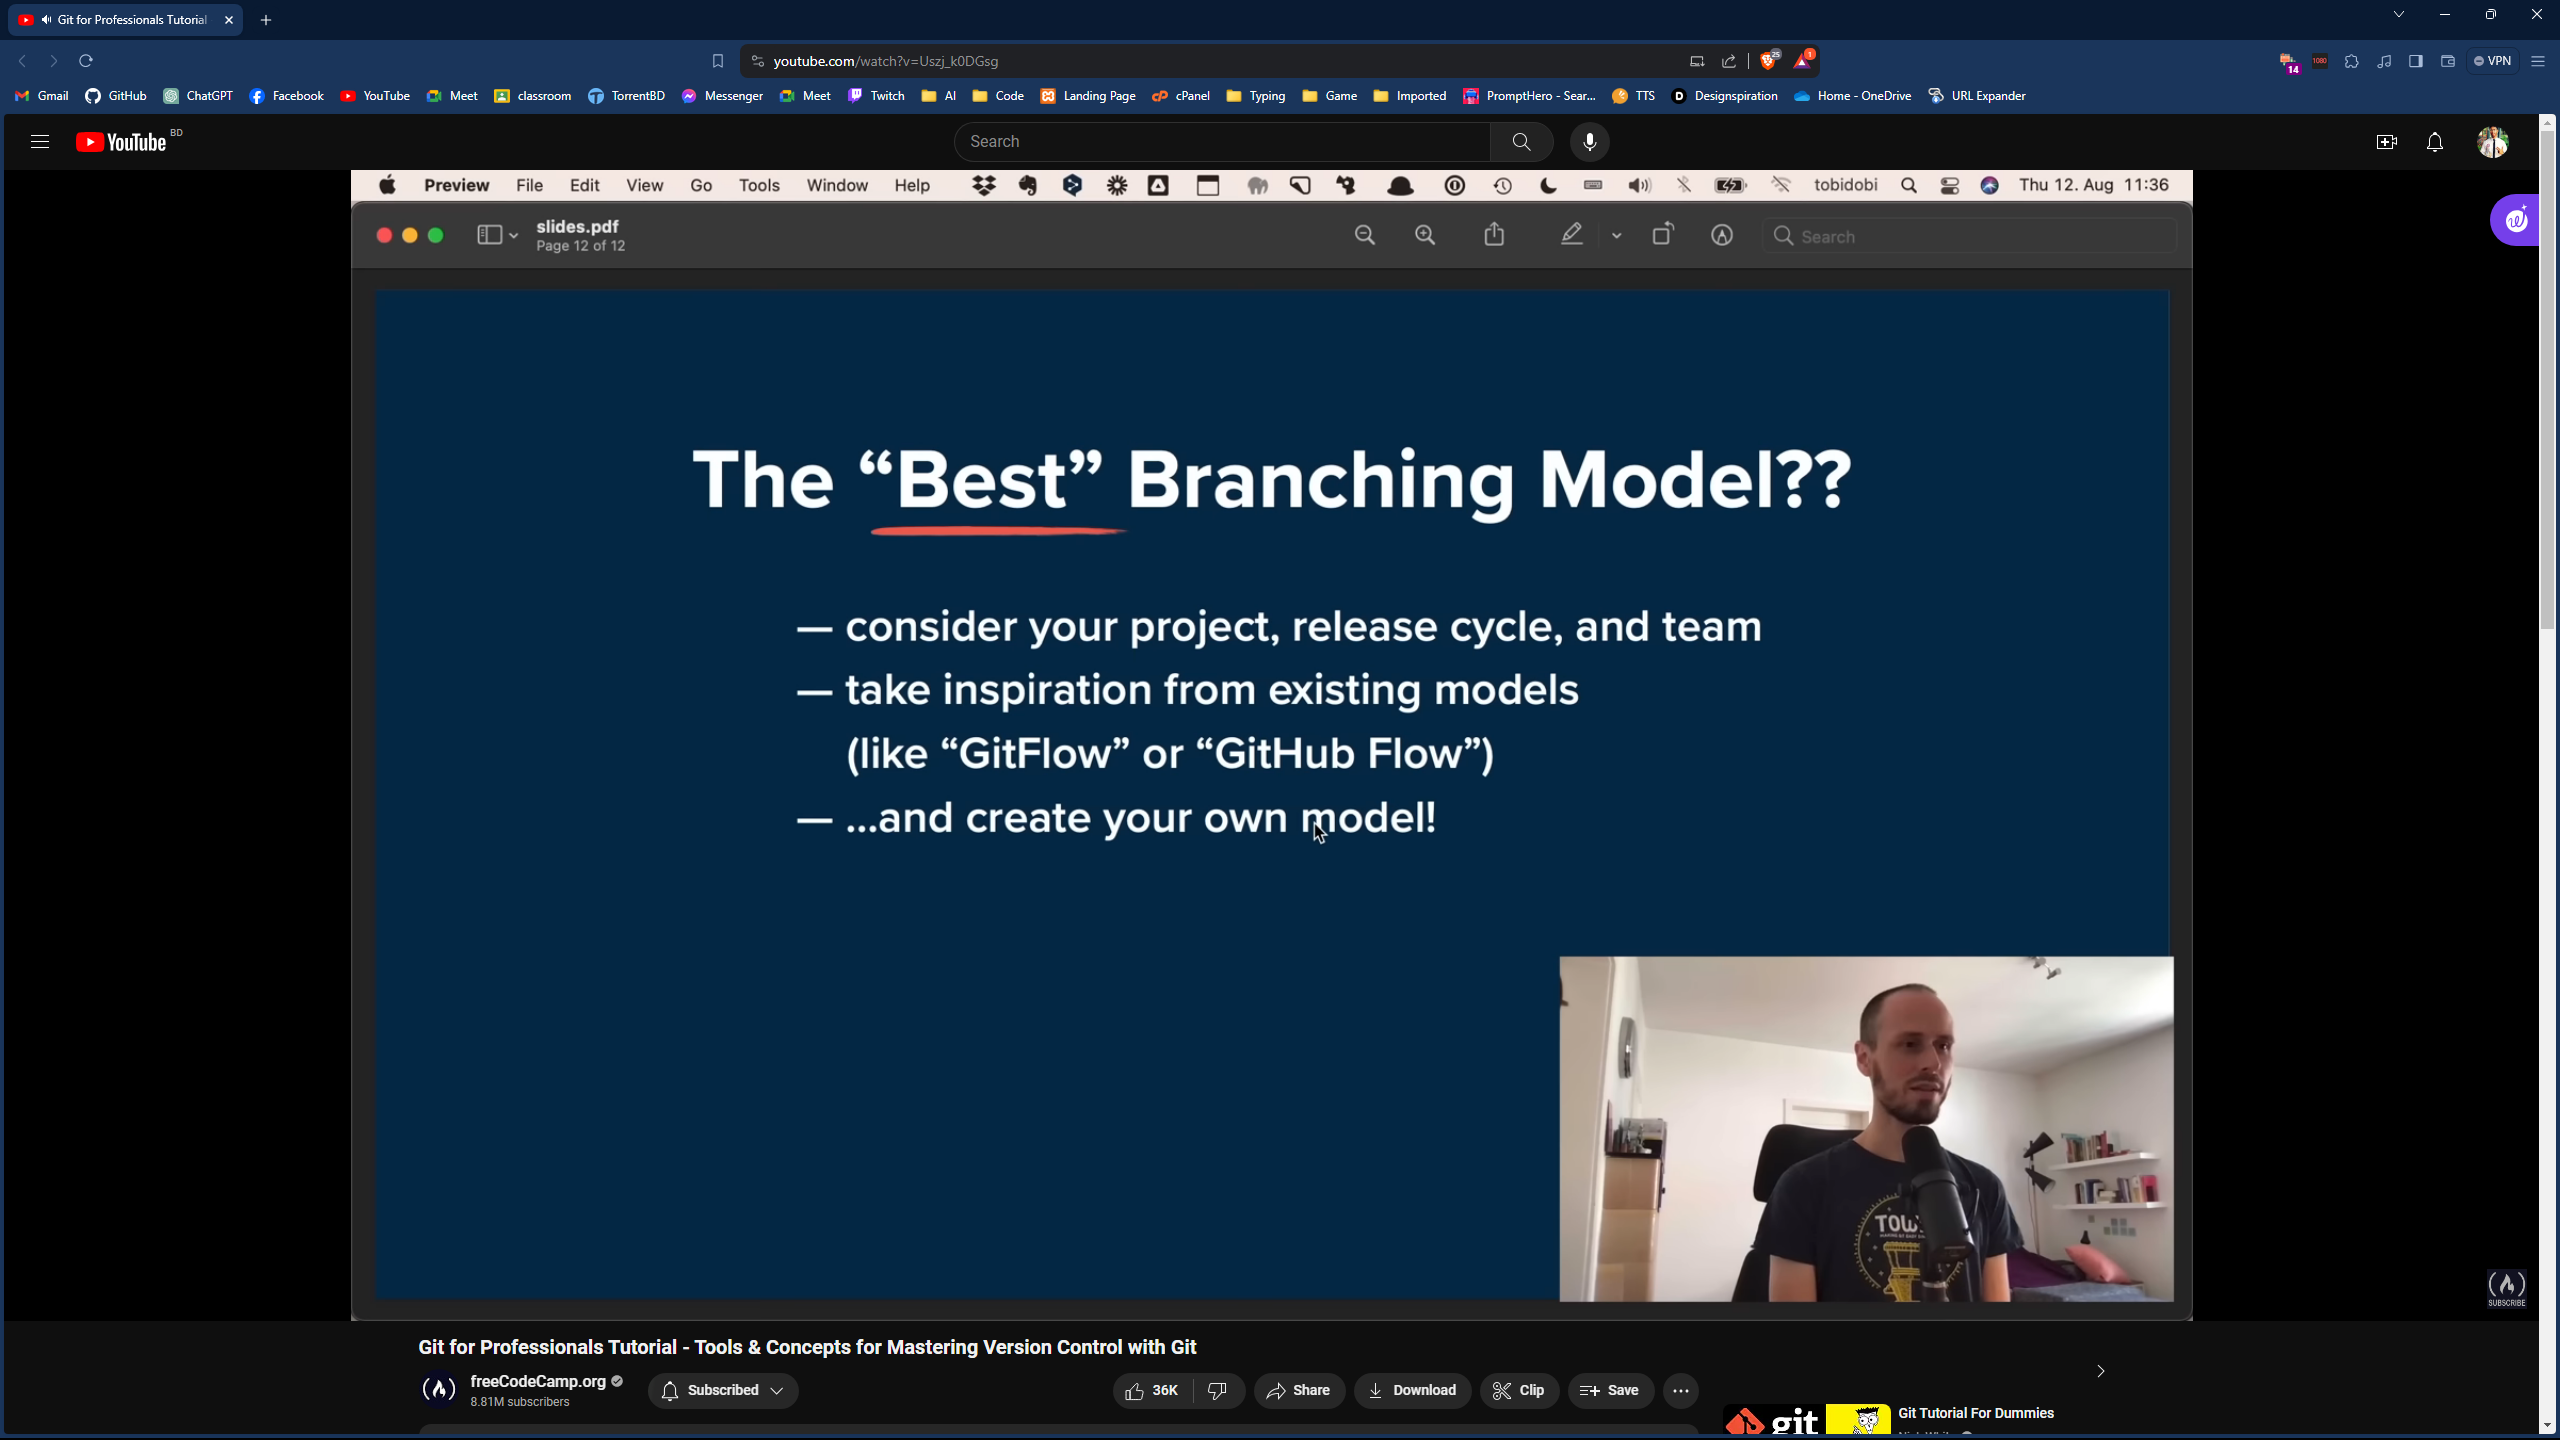 Git for Professionals Tutorial
youtube.com/watch?v=Uszj_k0DGsg
25
1
14
1080
VPN
Gmail GitHub ChatGPT Facebook YouTube Meet classroom TorrentBD Messenger Meet Twitch AI Code Landing Page cPanel Typing Game Imported PromptHero - Sear... TTS Designspiration Home - OneDrive URL Expander
YouTube BD
Search
Preview File Edit View Go Tools Window Help tobidobi Thu 12. Aug 11:36
slides.pdf
Page 12 of 12
Search
The “Best” Branching Model??
— consider your project, release cycle, and team
— take inspiration from existing models
(like “GitFlow” or “GitHub Flow”)
— ...and create your own model!
SUBSCRIBE
Git for Professionals Tutorial - Tools & Concepts for Mastering Version Control with Git
freeCodeCamp.org
8.81M subscribers
Subscribed
36K
Share
Download
Clip
Save
git
Git Tutorial For Dummies